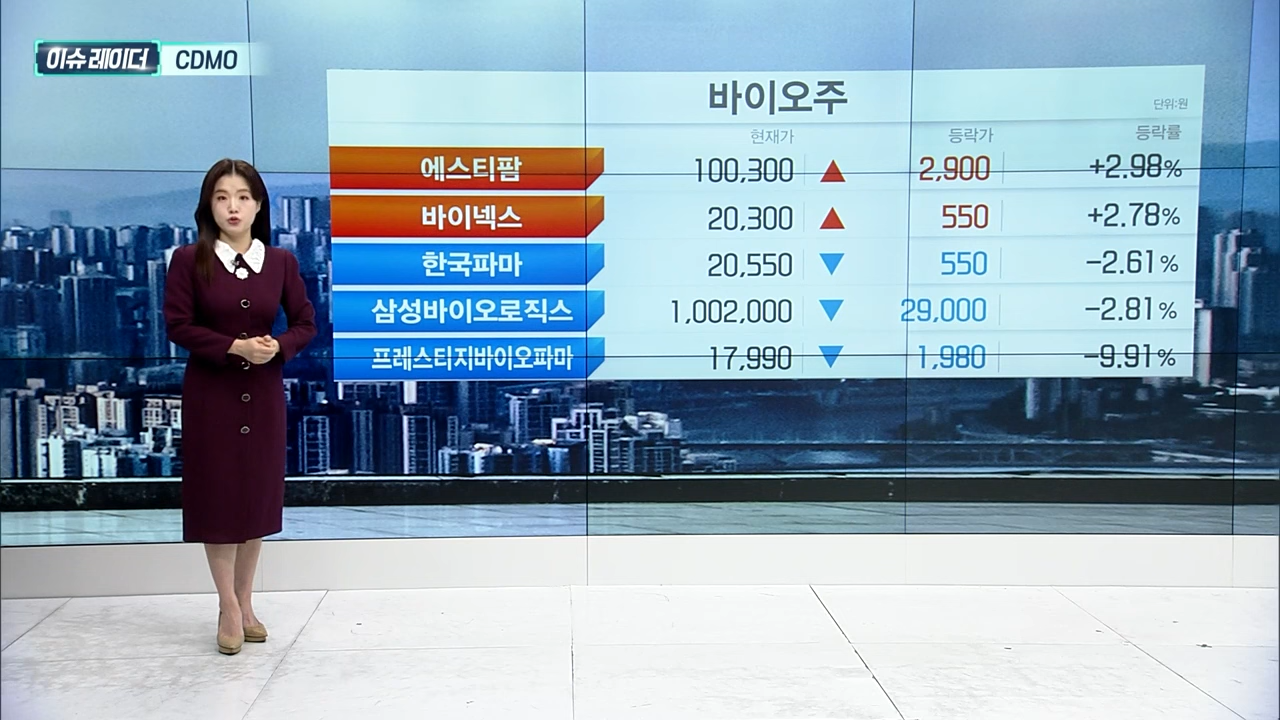 이슈 레이더 CDMO
바이오주
단위:원
현재가 등락가 등락률
에스티팜 100,300 ▲ 2,900 +2.98%
바이넥스 20,300 ▲ 550 +2.78%
한국파마 20,550 ▼ 550 -2.61%
삼성바이오로직스 1,002,000 ▼ 29,000 -2.81%
프레스티지바이오파마 17,990 ▼ 1,980 -9.91%